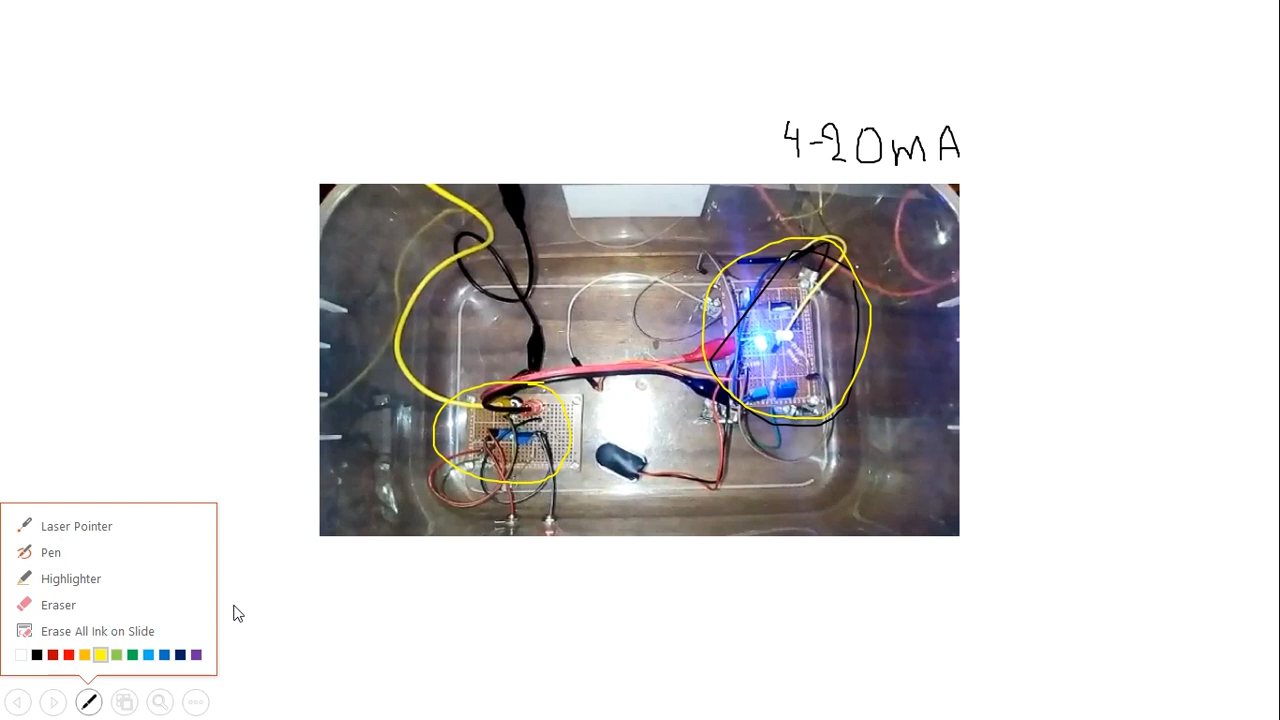 4-20mA
Laser Pointer
Pen
Highlighter
Eraser
Erase All Ink on Slide